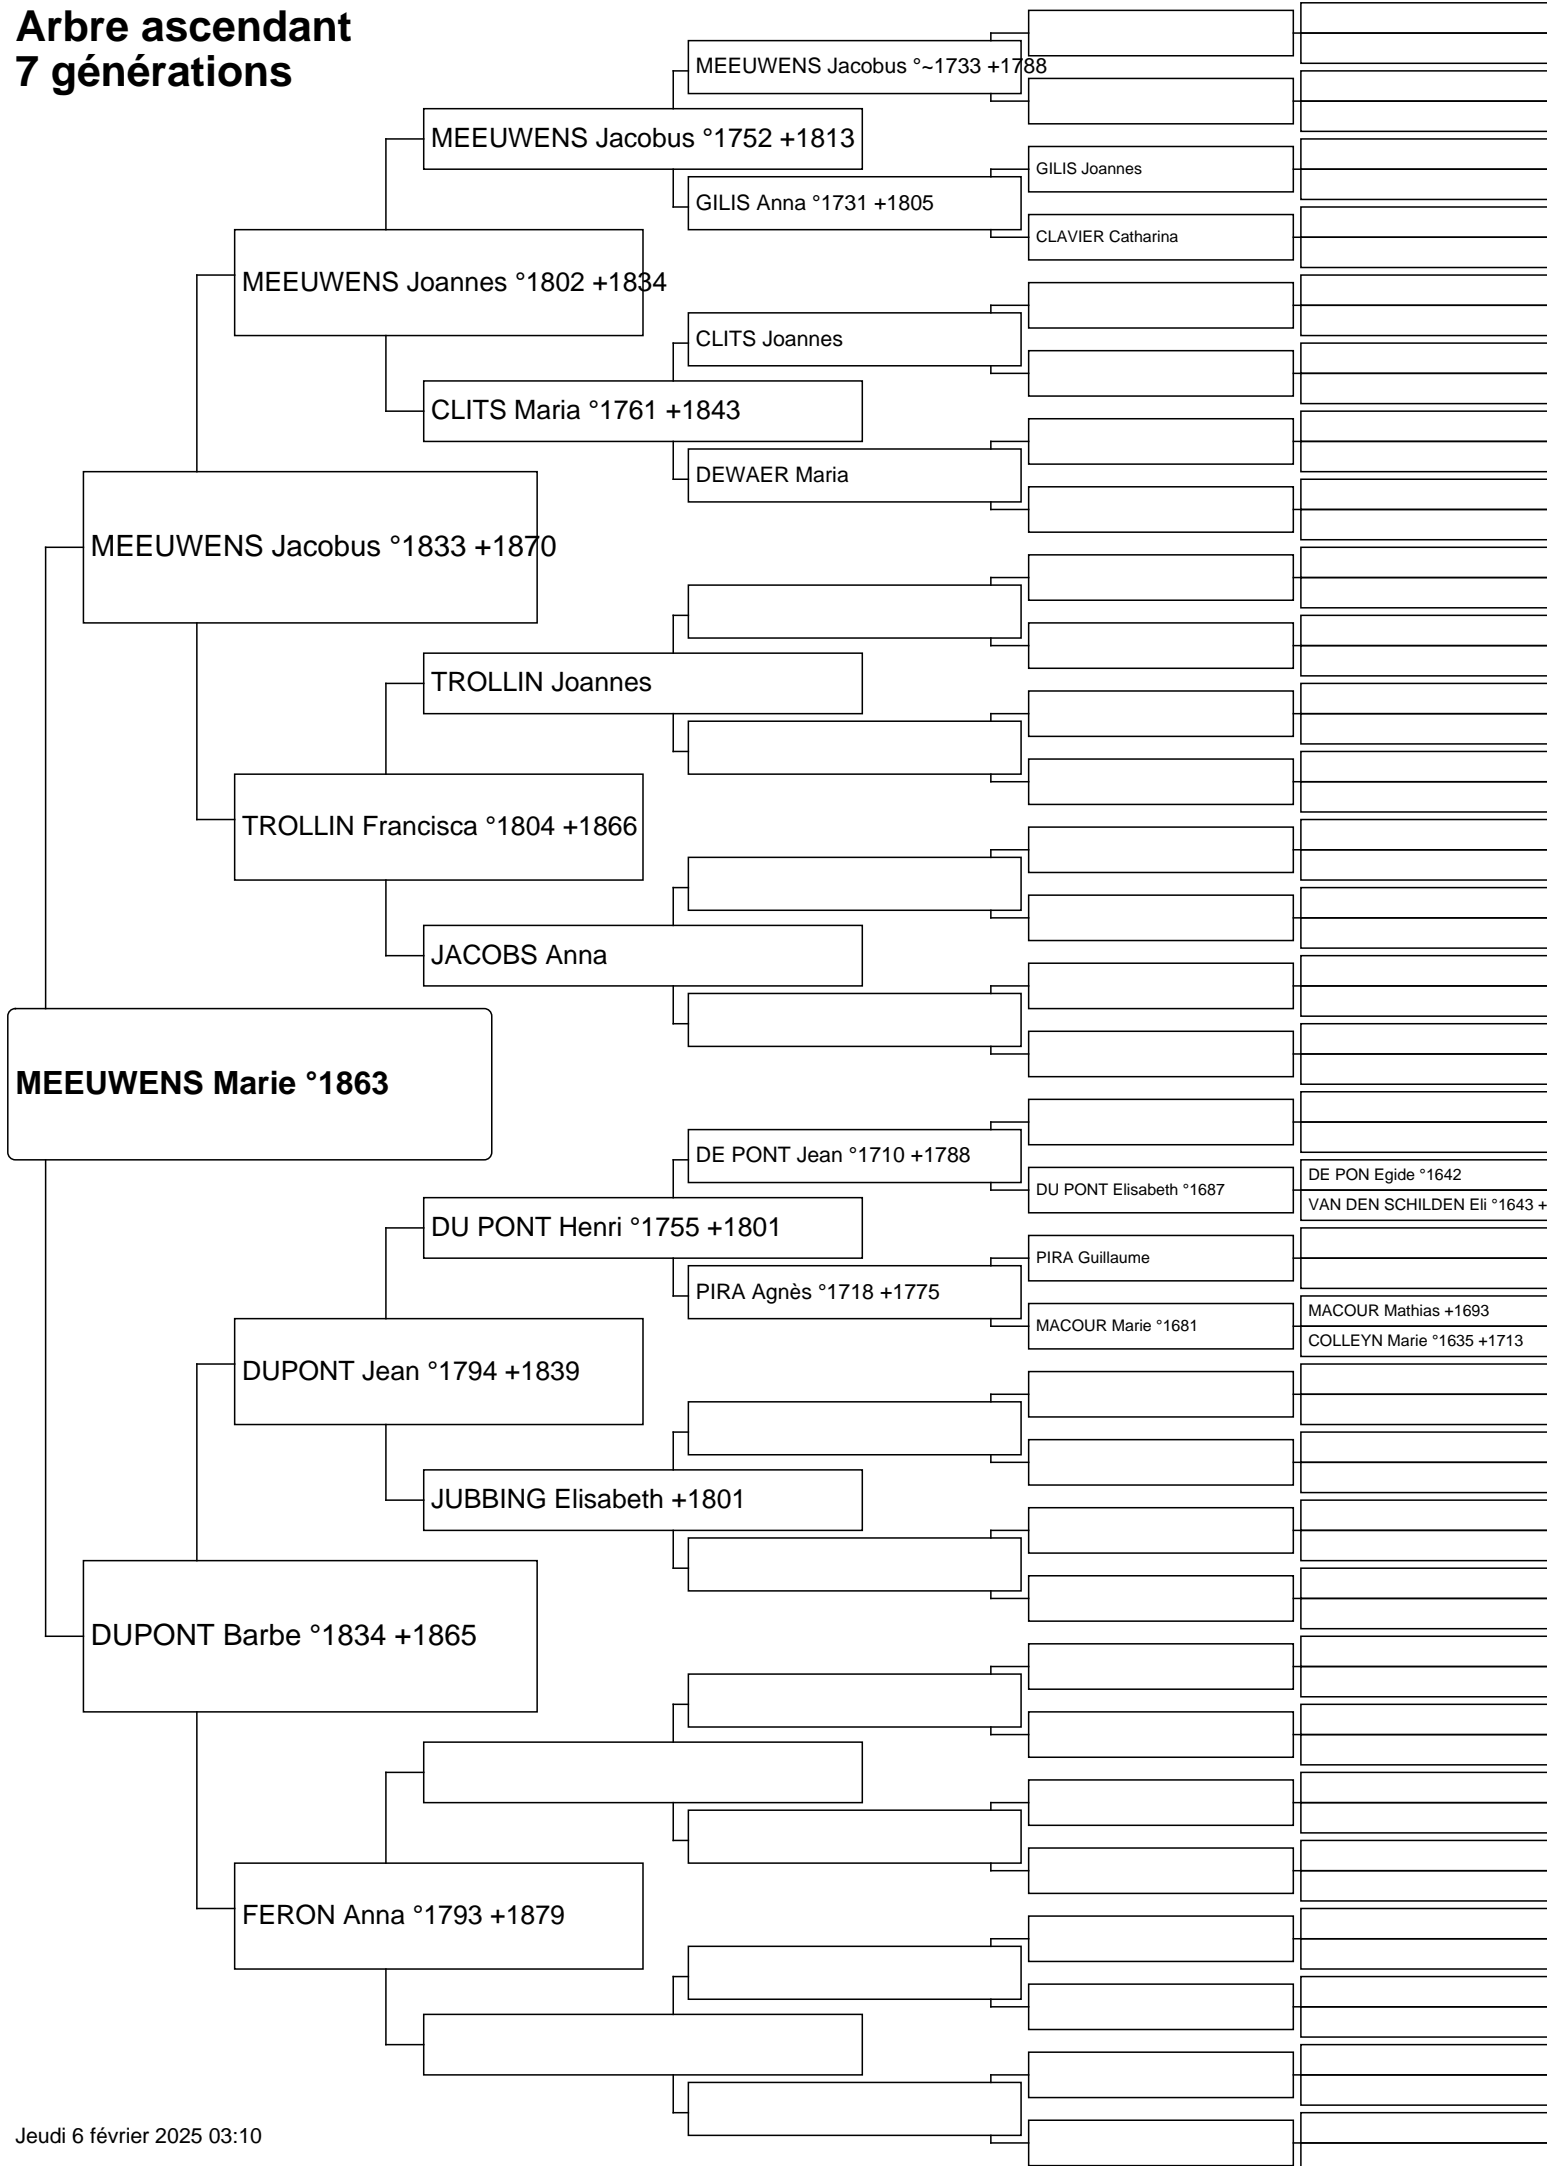 Arbre ascendant
7 générations
MEEUWENS Jacobus °~1733 +1788
MEEUWENS Jacobus °1752 +1813
GILIS Joannes
GILIS Anna °1731 +1805
CLAVIER Catharina
MEEUWENS Joannes °1802 +1834
CLITS Joannes
CLITS Maria °1761 +1843
DEWAER Maria
MEEUWENS Jacobus °1833 +1870
TROLLIN Joannes
TROLLIN Francisca °1804 +1866
JACOBS Anna
MEEUWENS Marie °1863
DE PONT Jean °1710 +1788
DE PON Egide °1642
DU PONT Elisabeth °1687
VAN DEN SCHILDEN Eli °1643 +
DU PONT Henri °1755 +1801
PIRA Guillaume
PIRA Agnès °1718 +1775
MACOUR Mathias +1693
MACOUR Marie °1681
COLLEYN Marie °1635 +1713
DUPONT Jean °1794 +1839
JUBBING Elisabeth +1801
DUPONT Barbe °1834 +1865
FERON Anna °1793 +1879
Jeudi 6 février 2025 03:10